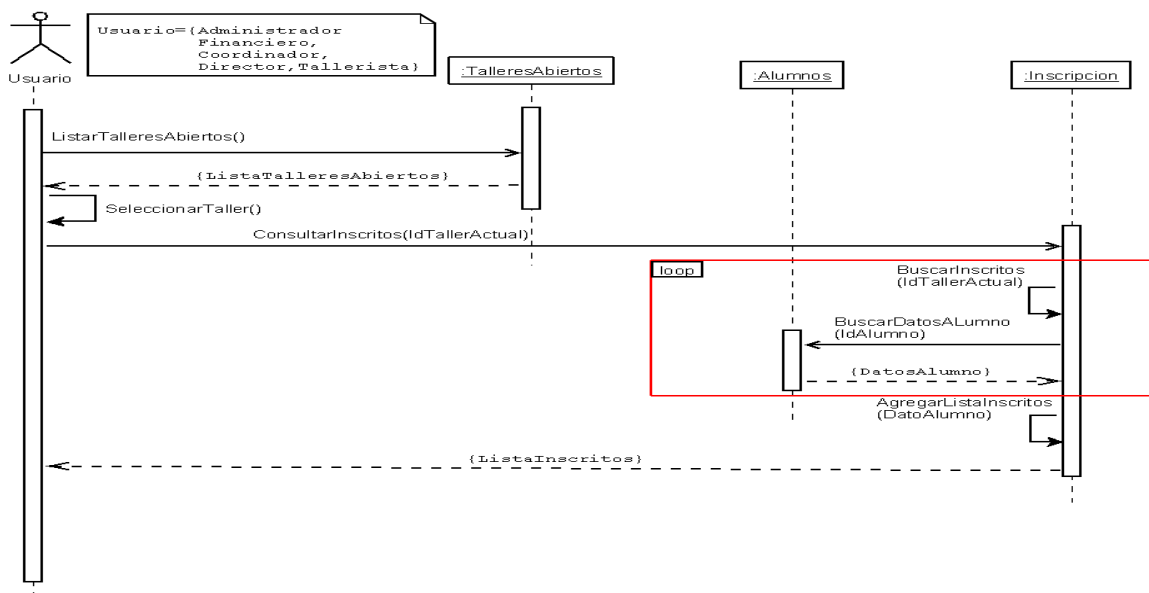 Usuario={Administrador
Financiero,
Coordinador,
Director,Tallerista}
Usuario
:TalleresAbiertos
:Alumnos
:Inscripcion
ListarTalleresAbiertos()
{ListaTalleresAbiertos}
SeleccionarTaller()
ConsultarInscritos(IdTallerActual)
loop
BuscarInscritos
(IdTallerActual)
BuscarDatosALumno
(IdAlumno)
{DatosAlumno}
AgregarListaInscritos
(DatoAlumno)
{ListaInscritos}